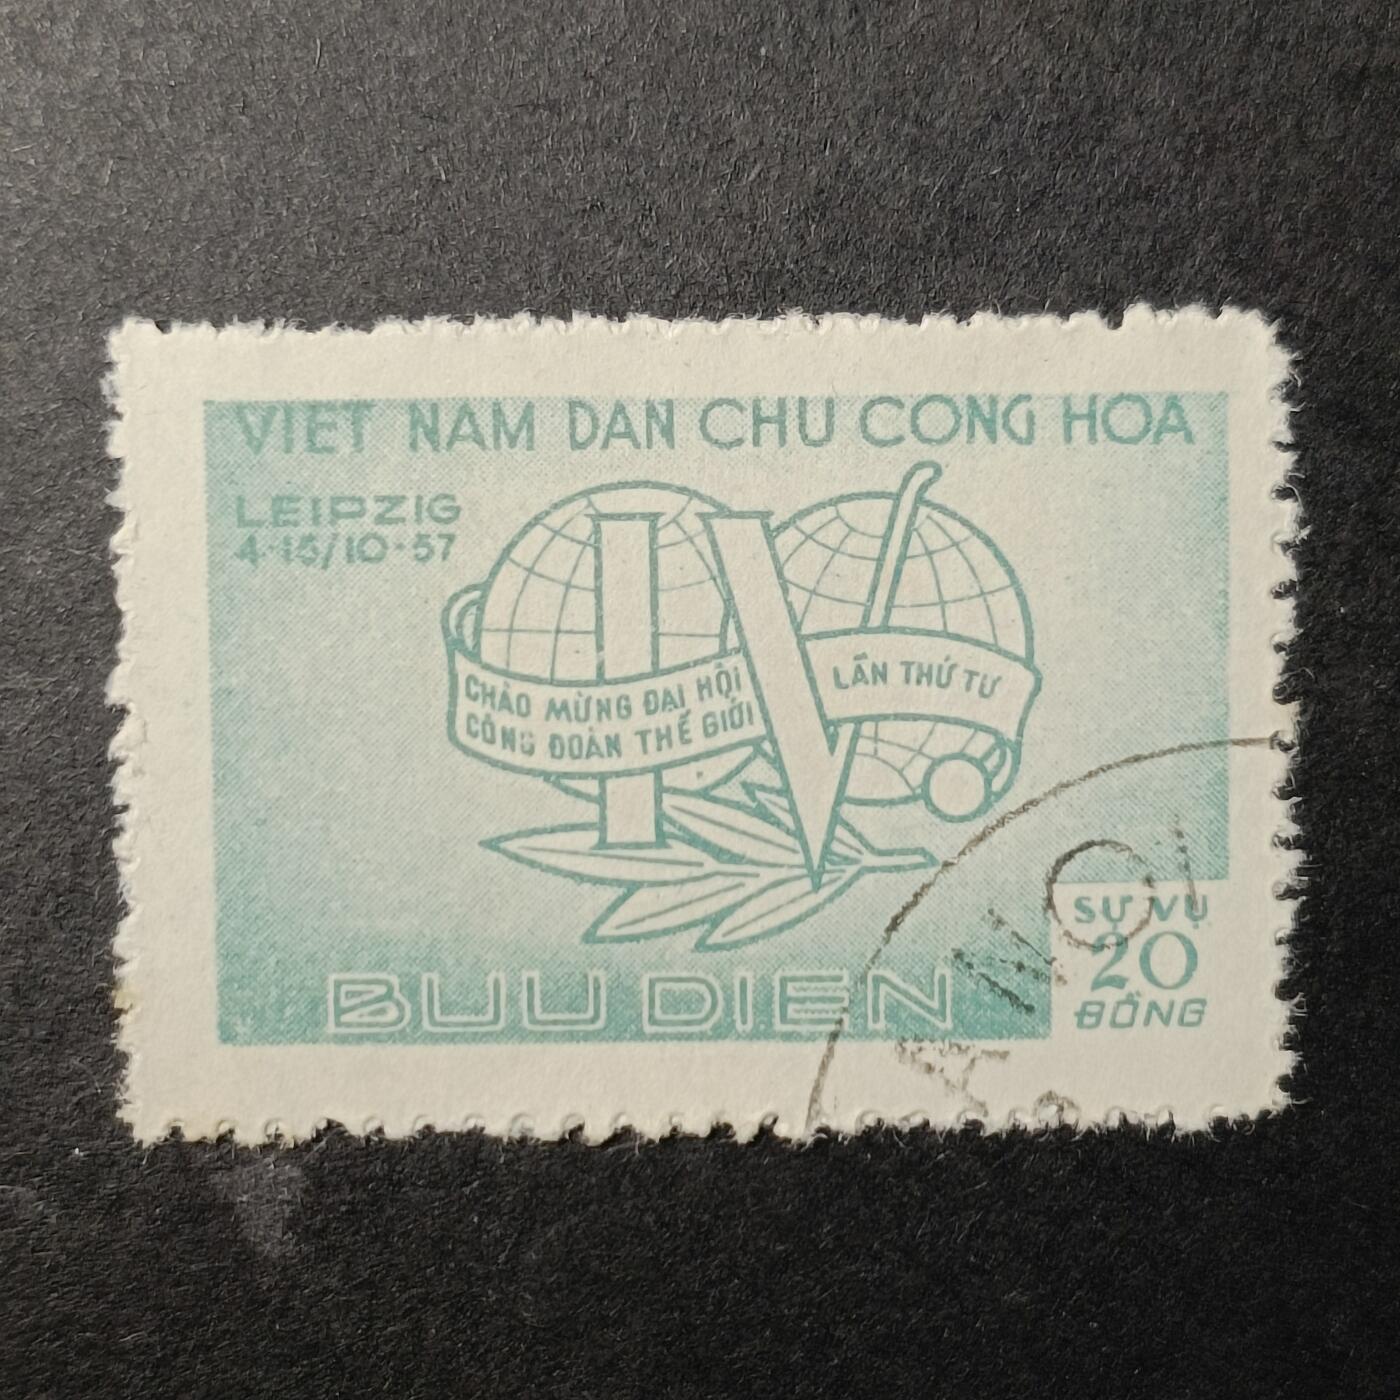 VIET NAM DAN CHU CONG HOA
LEIPZIG
4-15/10-57
IV
CHÀO MỪNG ĐẠI HỘI
CÔNG ĐOÀN THẾ GIỚI
LẦN THỨ TƯ
SỰ VỤ
20
ĐỒNG
BUU DIEN